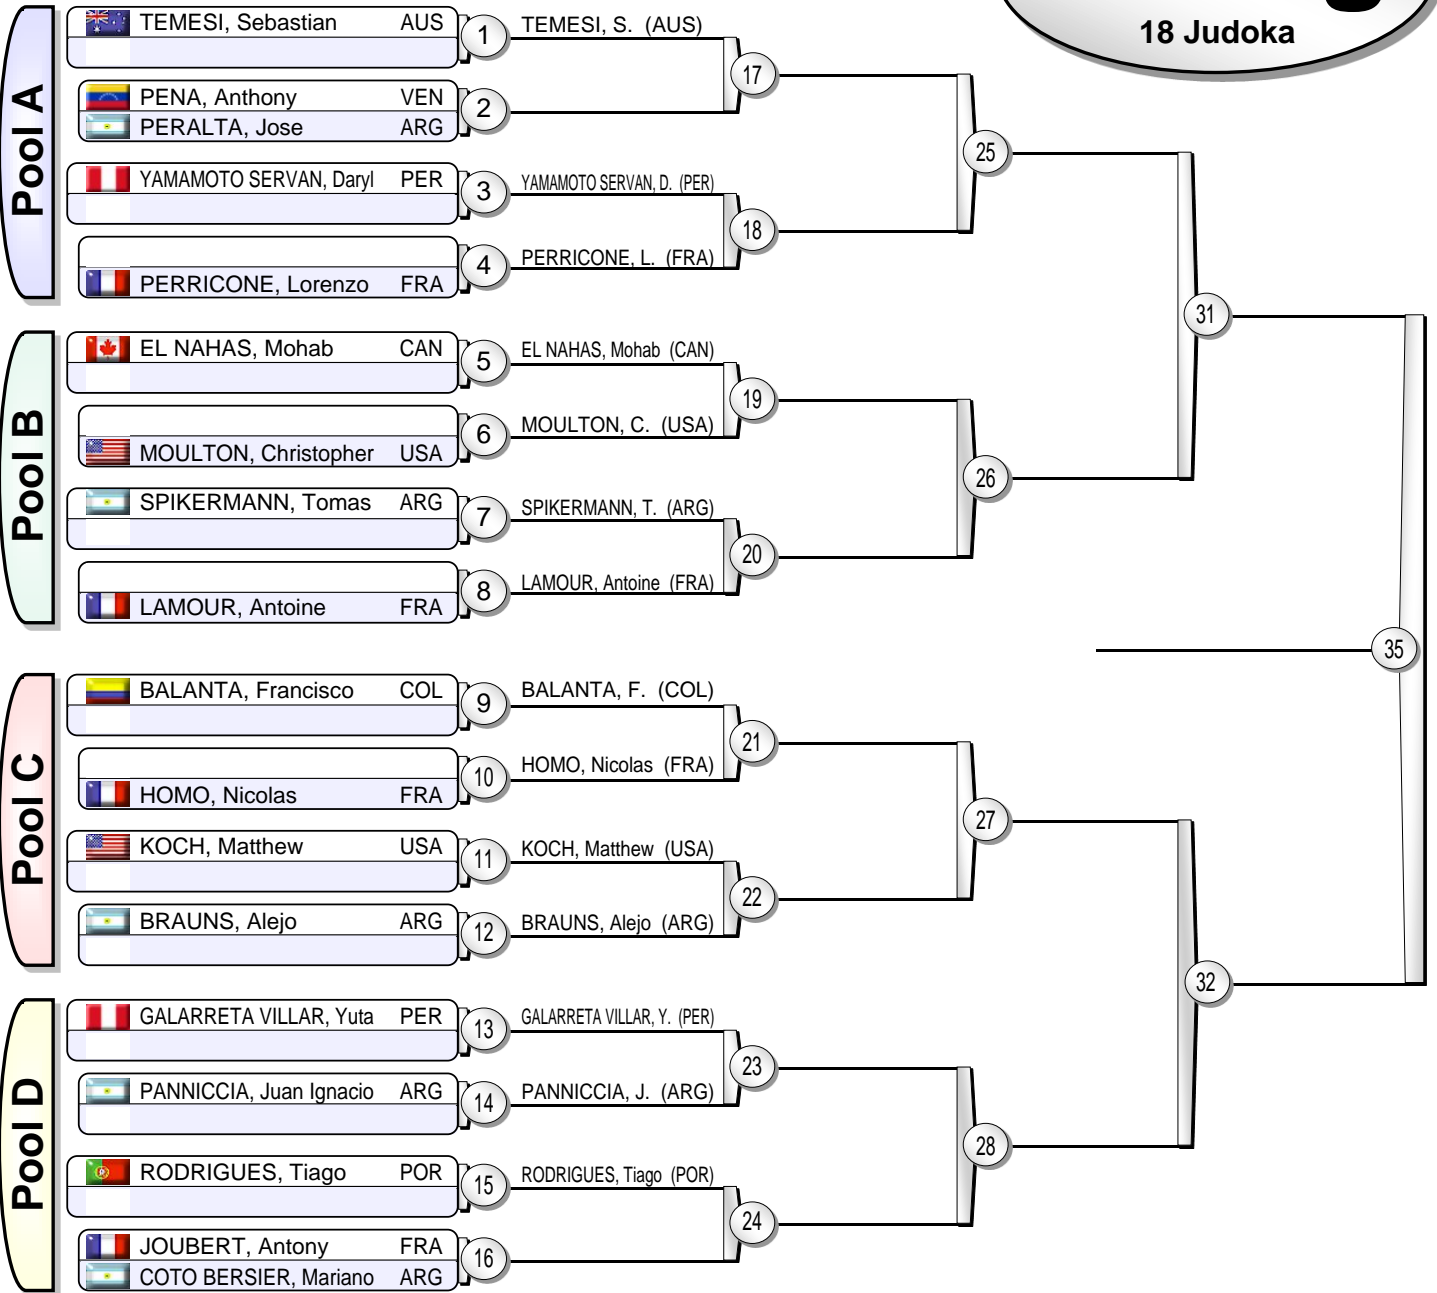 18 Judoka
Pool A
TEMESI, Sebastian AUS
1
TEMESI, S. (AUS)
17
PENA, Anthony VEN
PERALTA, Jose ARG
2
25
YAMAMOTO SERVAN, Daryl PER
3
YAMAMOTO SERVAN, D. (PER)
18
4
PERRICONE, L. (FRA)
PERRICONE, Lorenzo FRA
31
Pool B
EL NAHAS, Mohab CAN
5
EL NAHAS, Mohab (CAN)
19
6
MOULTON, C. (USA)
MOULTON, Christopher USA
26
SPIKERMANN, Tomas ARG
7
SPIKERMANN, T. (ARG)
20
8
LAMOUR, Antoine (FRA)
LAMOUR, Antoine FRA
35
Pool C
BALANTA, Francisco COL
9
BALANTA, F. (COL)
21
10
HOMO, Nicolas (FRA)
HOMO, Nicolas FRA
27
KOCH, Matthew USA
11
KOCH, Matthew (USA)
22
BRAUNS, Alejo ARG
12
BRAUNS, Alejo (ARG)
32
Pool D
GALARRETA VILLAR, Yuta PER
13
GALARRETA VILLAR, Y. (PER)
23
PANNICCIA, Juan Ignacio ARG
14
PANNICCIA, J. (ARG)
28
RODRIGUES, Tiago POR
15
RODRIGUES, Tiago (POR)
24
JOUBERT, Antony FRA
COTO BERSIER, Mariano ARG
16